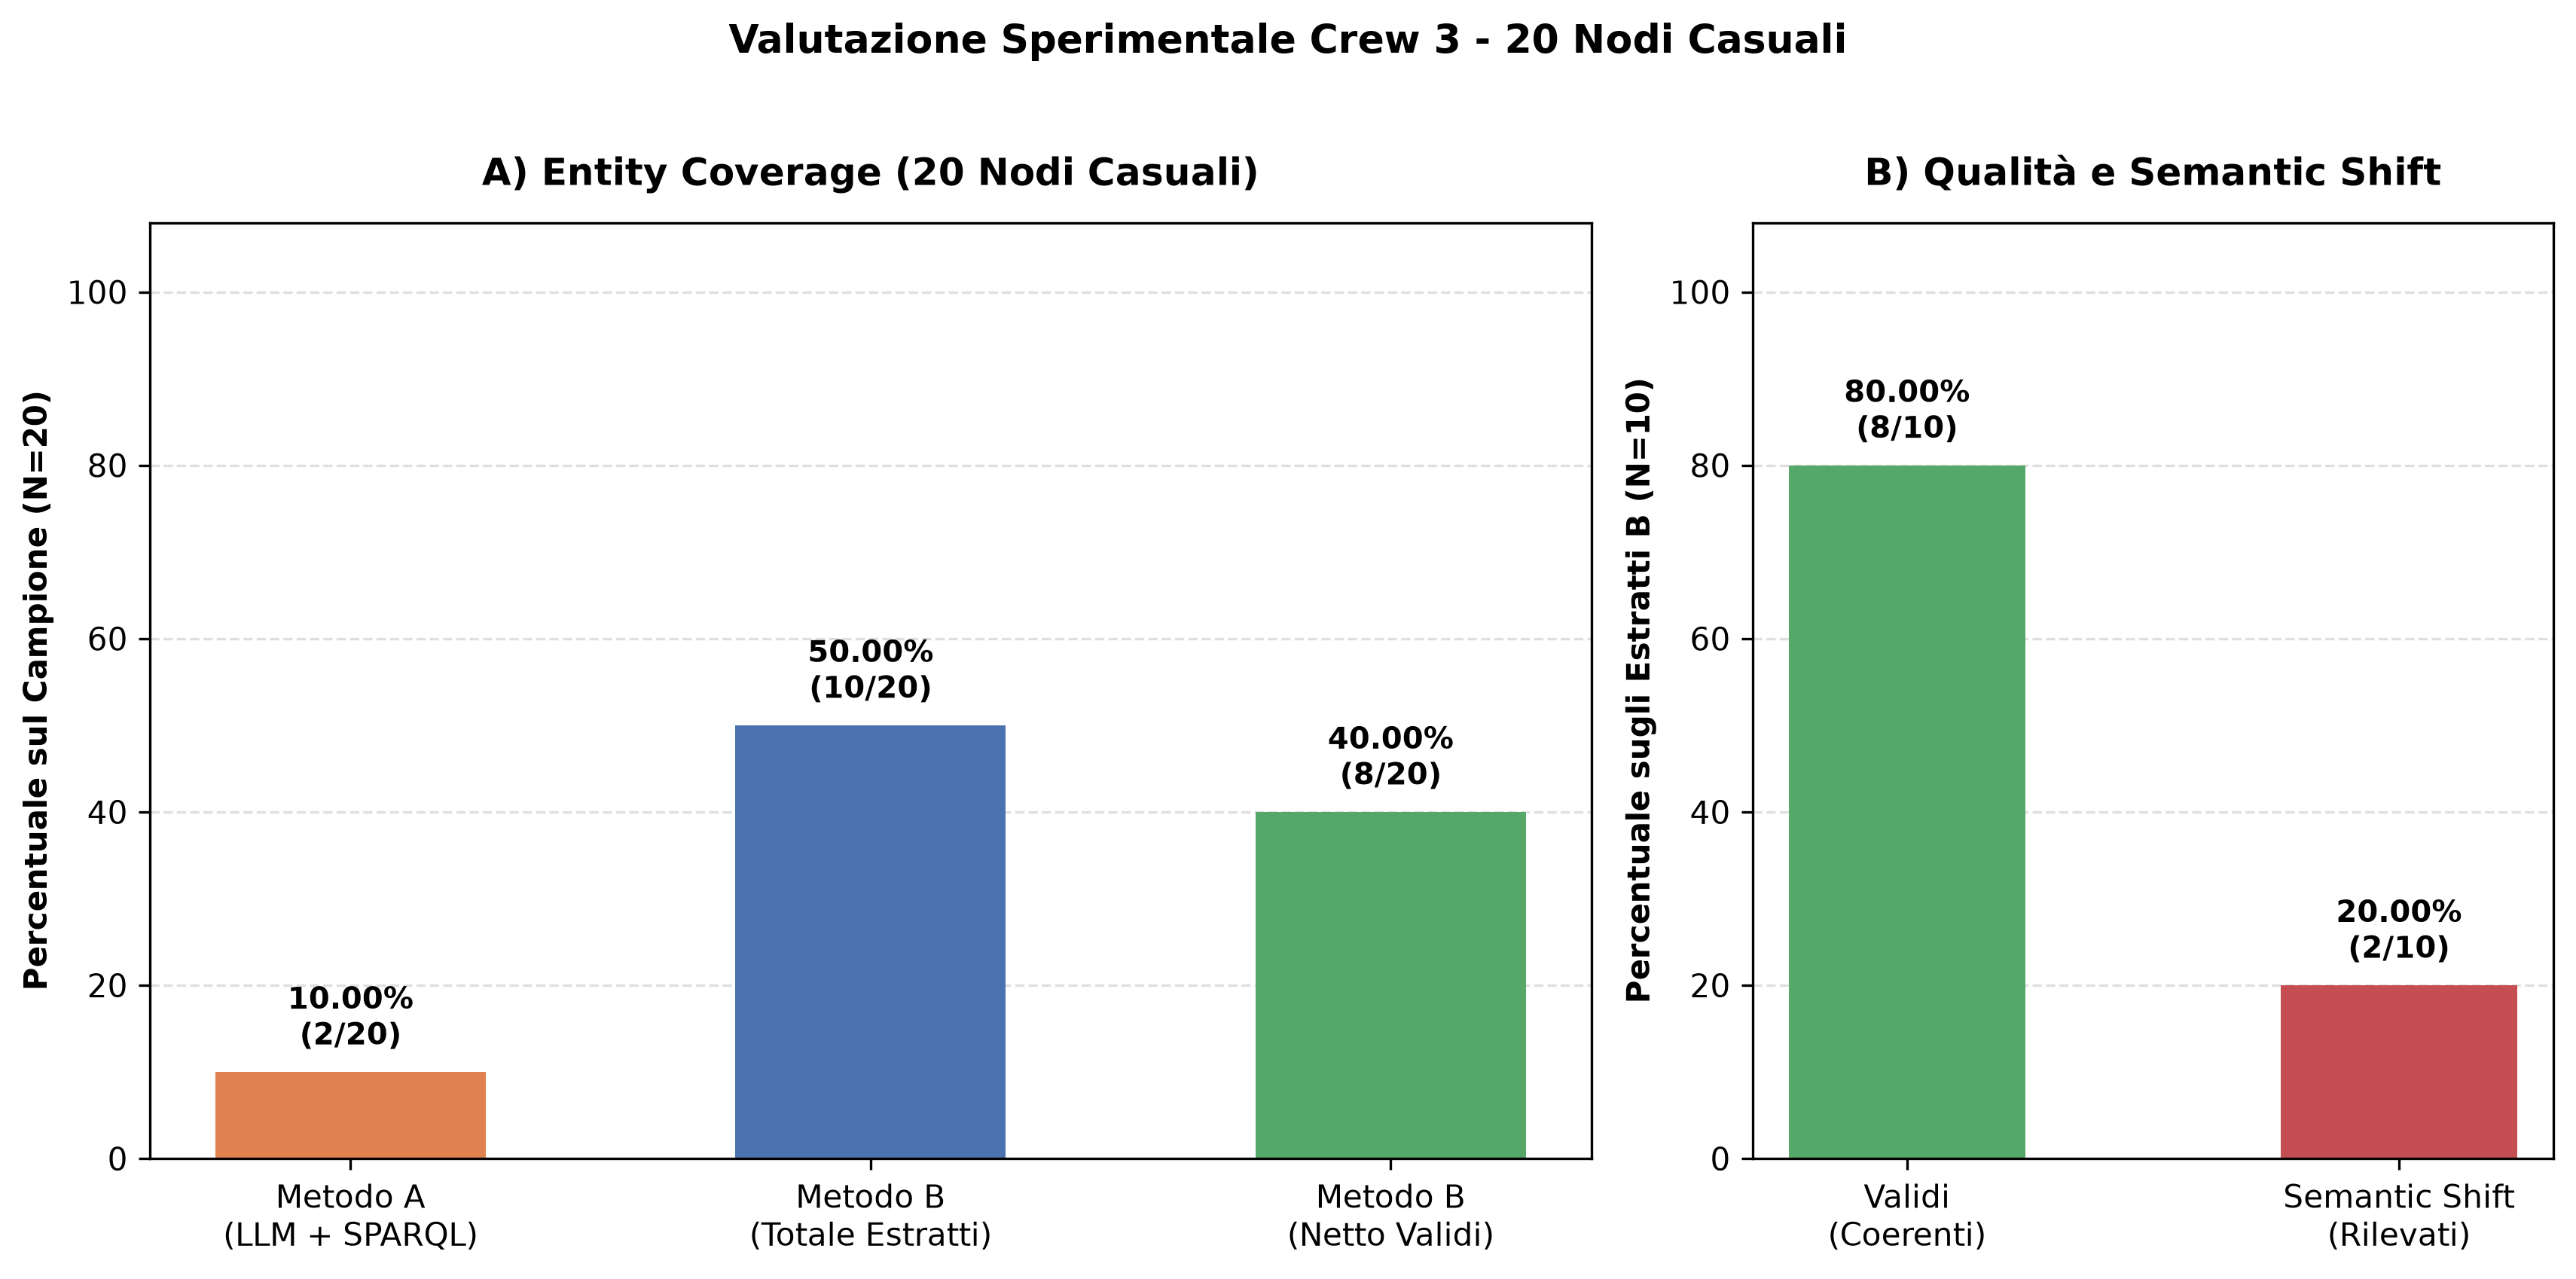 Valutazione Sperimentale Crew 3 - 20 Nodi Casuali
A) Entity Coverage (20 Nodi Casuali)
Percentuale sul Campione (N=20)
100
80
60
40
20
0
10.00%
(2/20)
50.00%
(10/20)
40.00%
(8/20)
Metodo A
(LLM + SPARQL)
Metodo B
(Totale Estratti)
Metodo B
(Netto Validi)
B) Qualità e Semantic Shift
Percentuale sugli Estratti B (N=10)
100
80
60
40
20
0
80.00%
(8/10)
20.00%
(2/10)
Validi
(Coerenti)
Semantic Shift
(Rilevati)